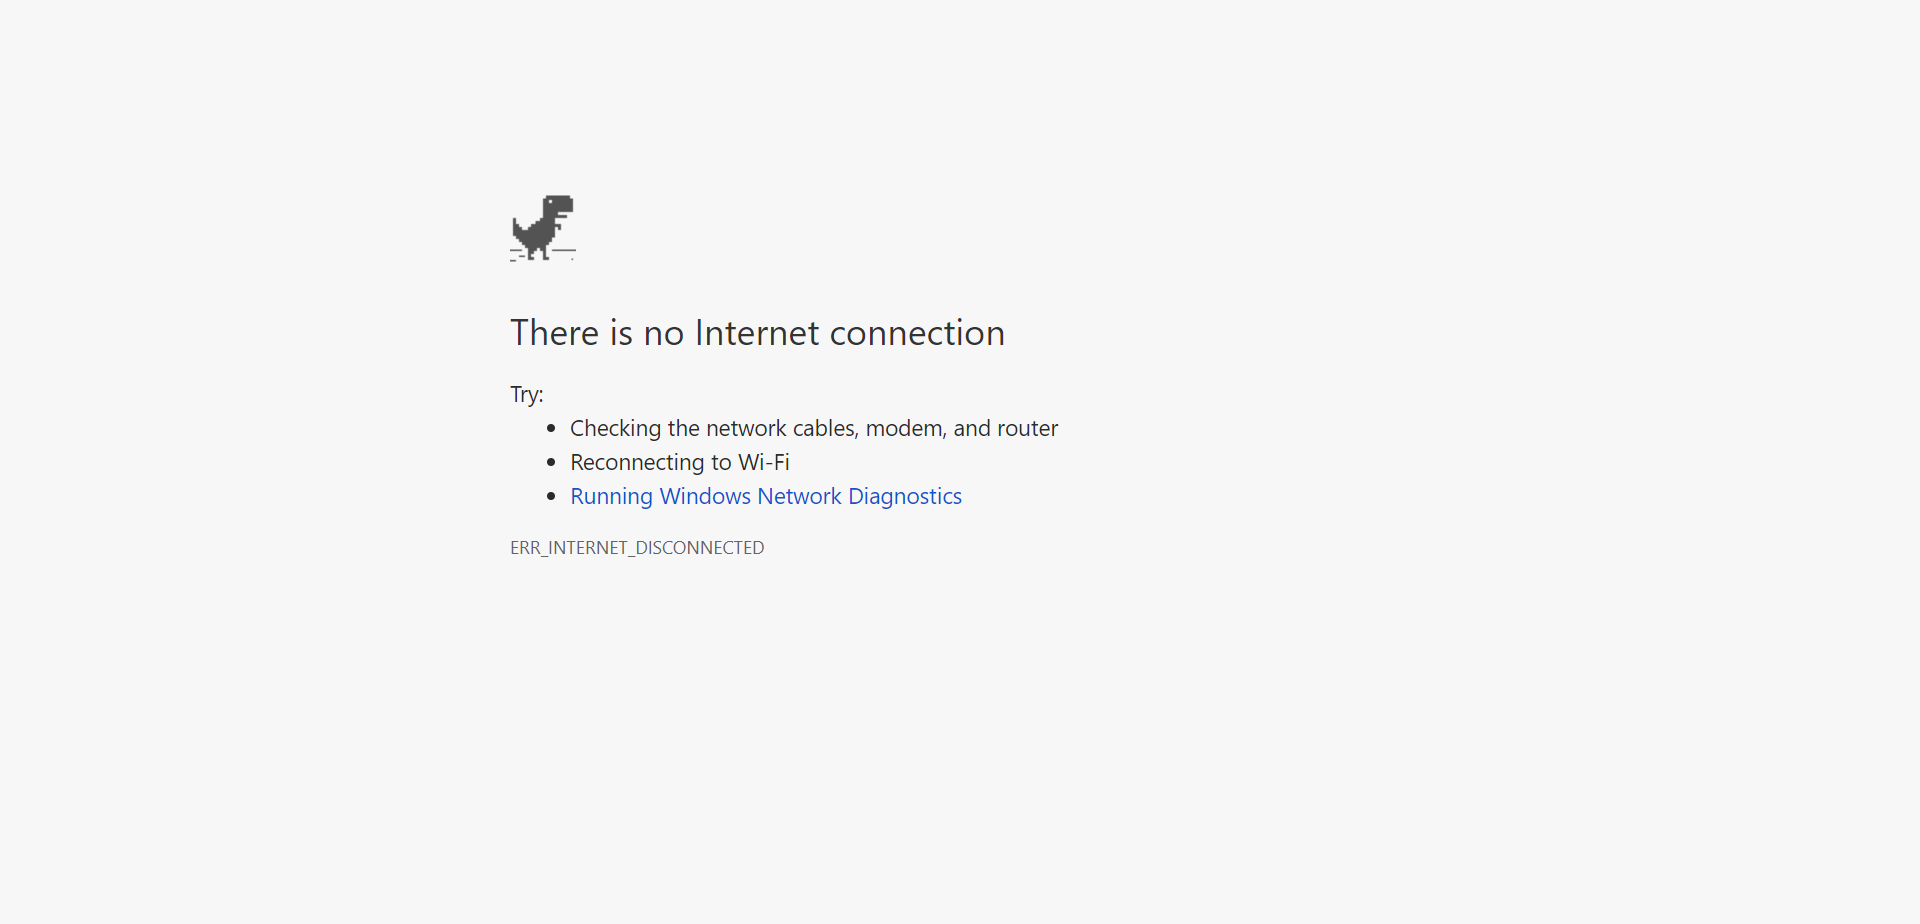 There is no Internet connection
Try:
Checking the network cables, modem, and router
Reconnecting to Wi-Fi
Running Windows Network Diagnostics
ERR_INTERNET_DISCONNECTED